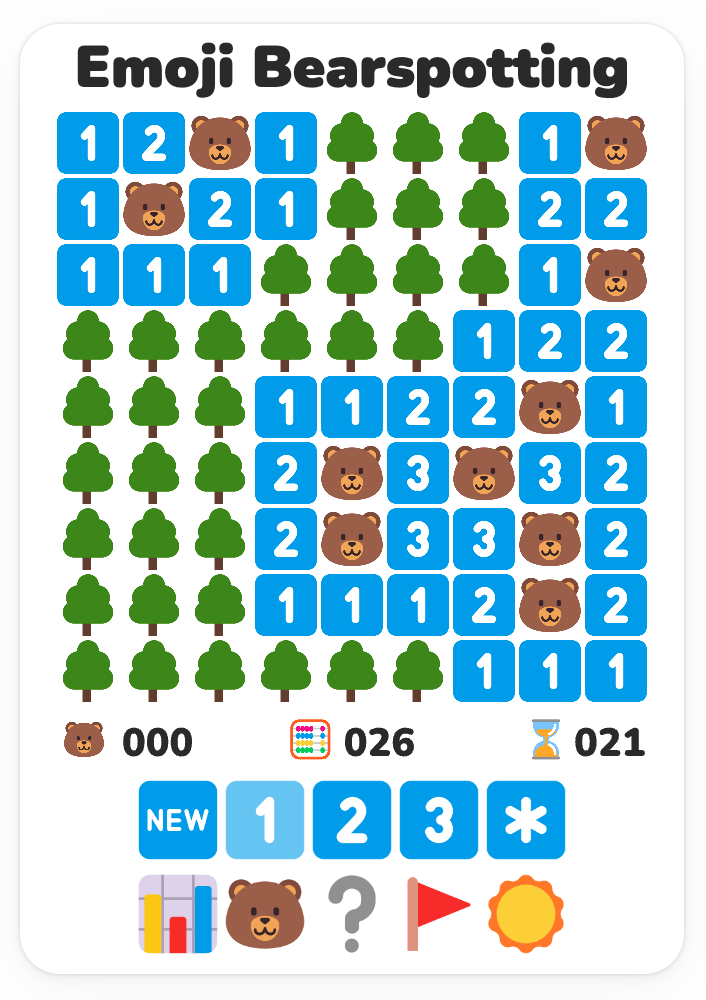 Emoji Bearspotting
1 2 1 1
1 2 1 2 2
1 1 1 1
1 2 2
1 1 2 2 1
2 3 3 2
2 3 3 2
1 1 1 2 2
1 1 1
000 026 021
NEW 1 2 3 *
?